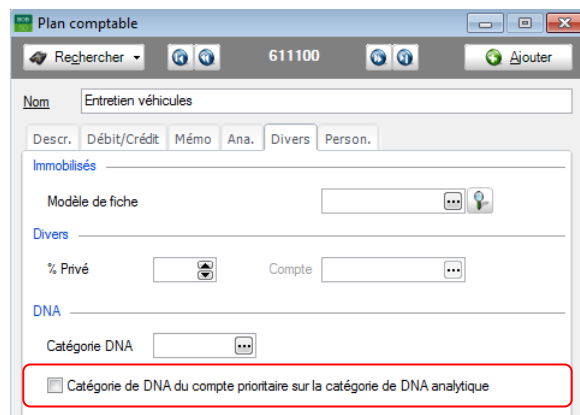 Plan comptable
Rechercher 611100 Ajouter
Nom Entretien véhicules
Descr. Débit/Crédit Mémo Ana. Divers Person.
Immobilisés
Modèle de fiche ...
Divers
% Privé Compte ...
DNA
Catégorie DNA ...
Catégorie de DNA du compte prioritaire sur la catégorie de DNA analytique